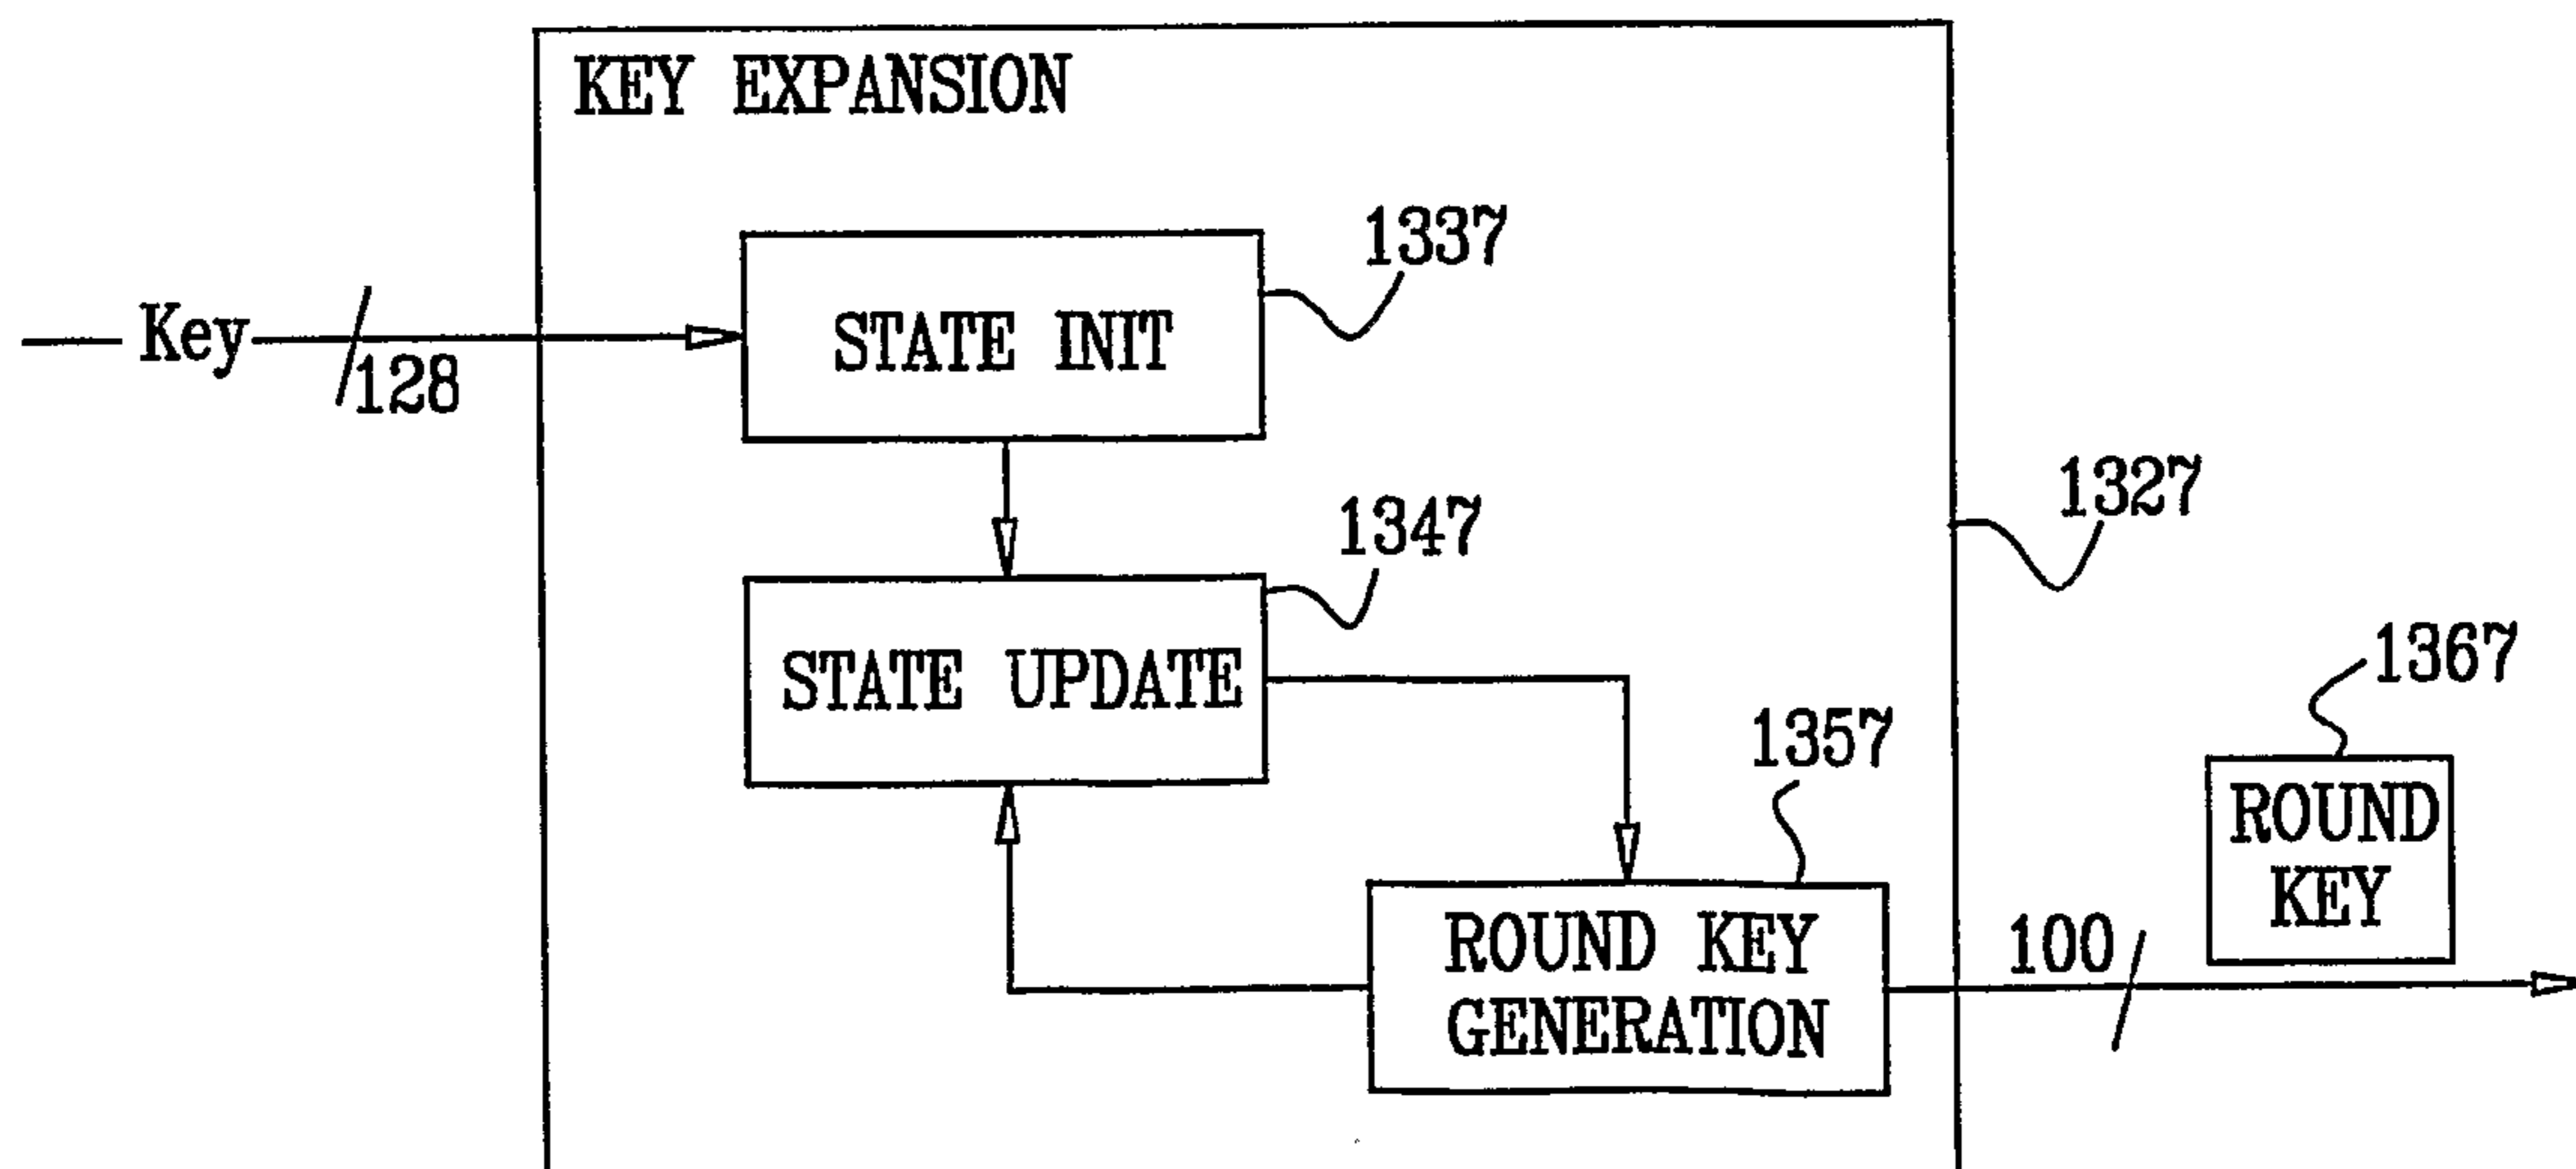 KEY EXPANSION
1337
Key
128
STATE INIT
1327
1347
STATE UPDATE
1367
1357
ROUND
KEY
100
ROUND KEY
GENERATION